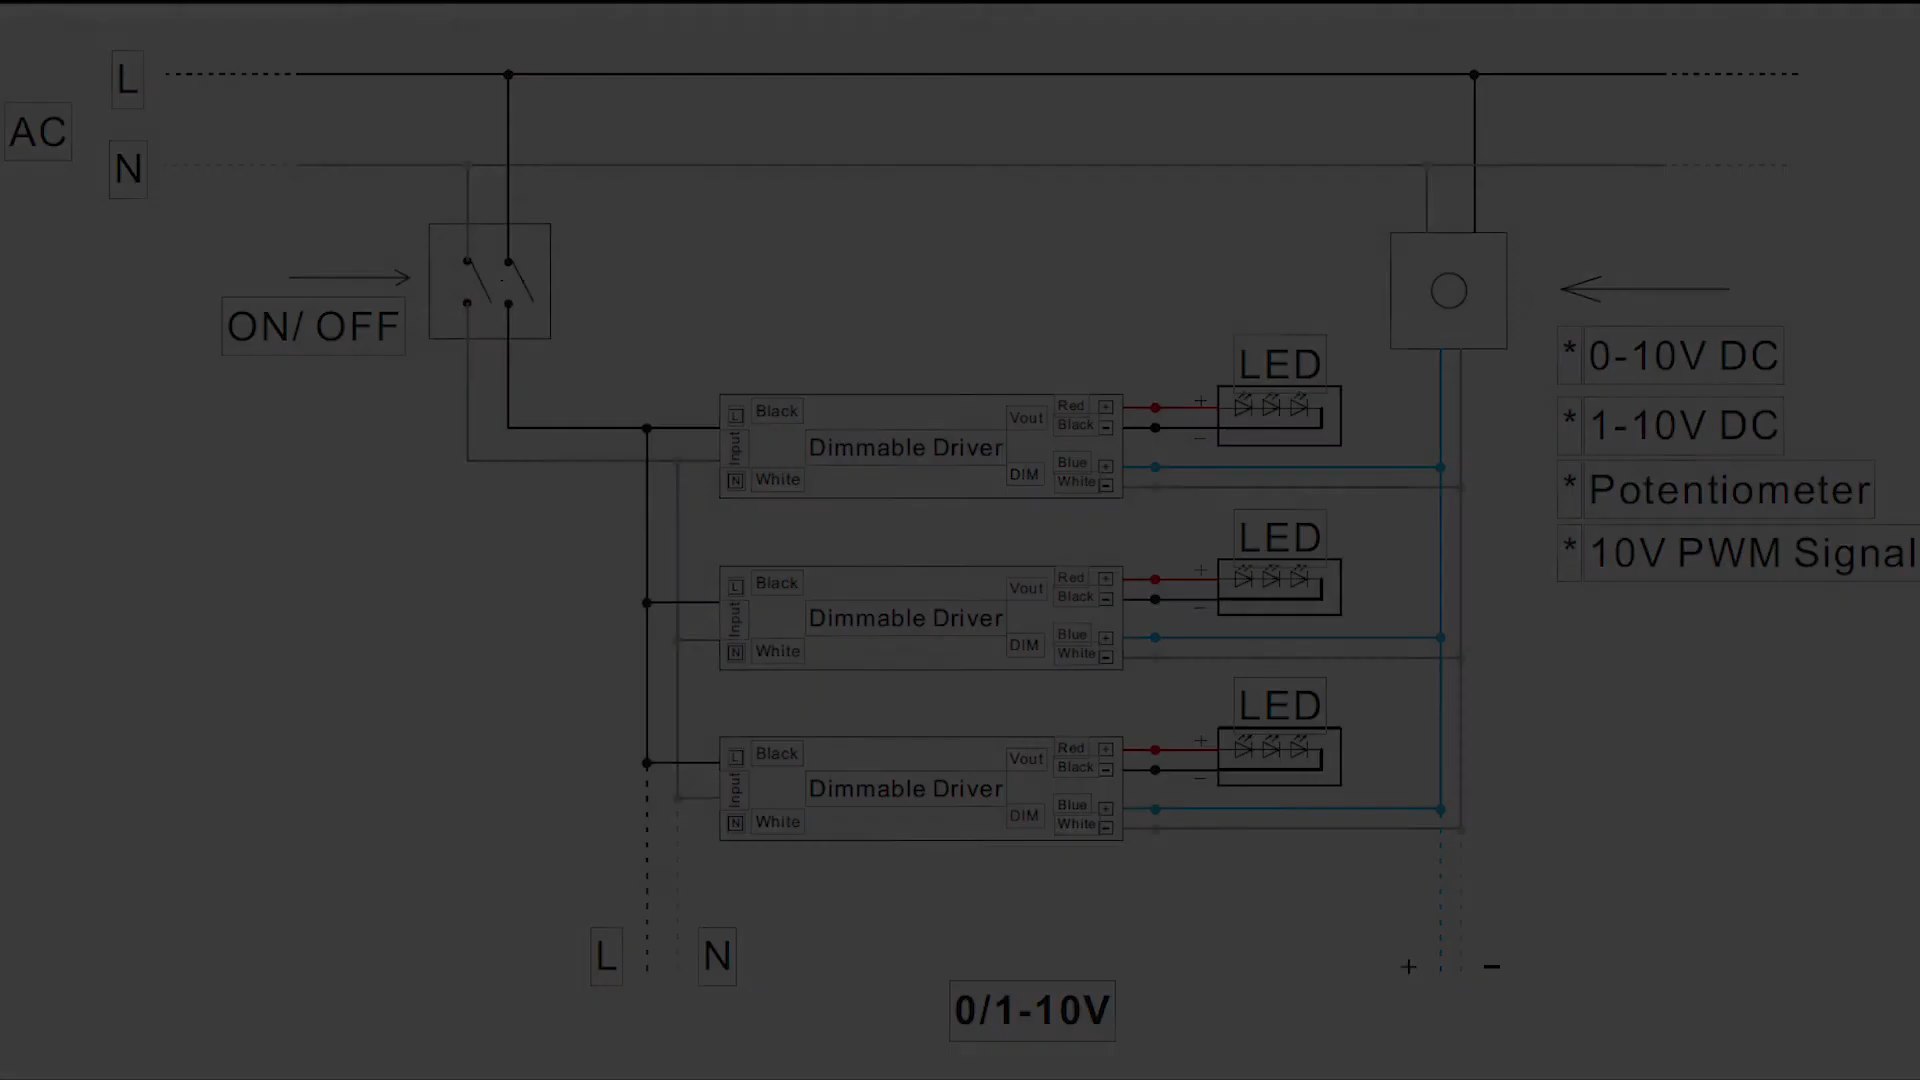 L
AC
N
ON/ OFF
LED
* 0-10V DC
* 1-10V DC
* Potentiometer
* 10V PWM Signal
L Black
Input
N White
Dimmable Driver
Vout
DIM
Red +
Black -
Blue +
White -
+
-
LED
L Black
Input
N White
Dimmable Driver
Vout
DIM
Red +
Black -
Blue +
White -
+
-
LED
L Black
Input
N White
Dimmable Driver
Vout
DIM
Red +
Black -
Blue +
White -
+
-
L N
+ -
0/1-10V